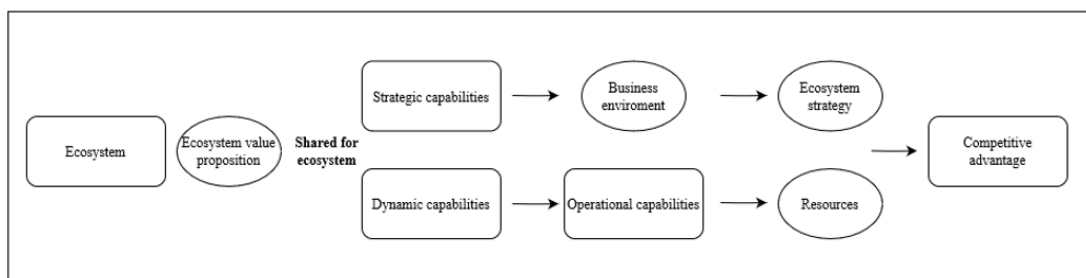 Ecosystem
Ecosystem value
proposition
Shared for
ecosystem
Strategic capabilities
Business
enviroment
Ecosystem
strategy
Dynamic capabilities
Operational capabilities
Resources
Competitive
advantage